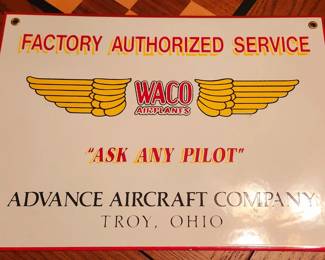 FACTORY AUTHORIZED SERVICE
WACO
AIRPLANES
"ASK ANY PILOT"
ADVANCE AIRCRAFT COMPANY
TROY, OHIO